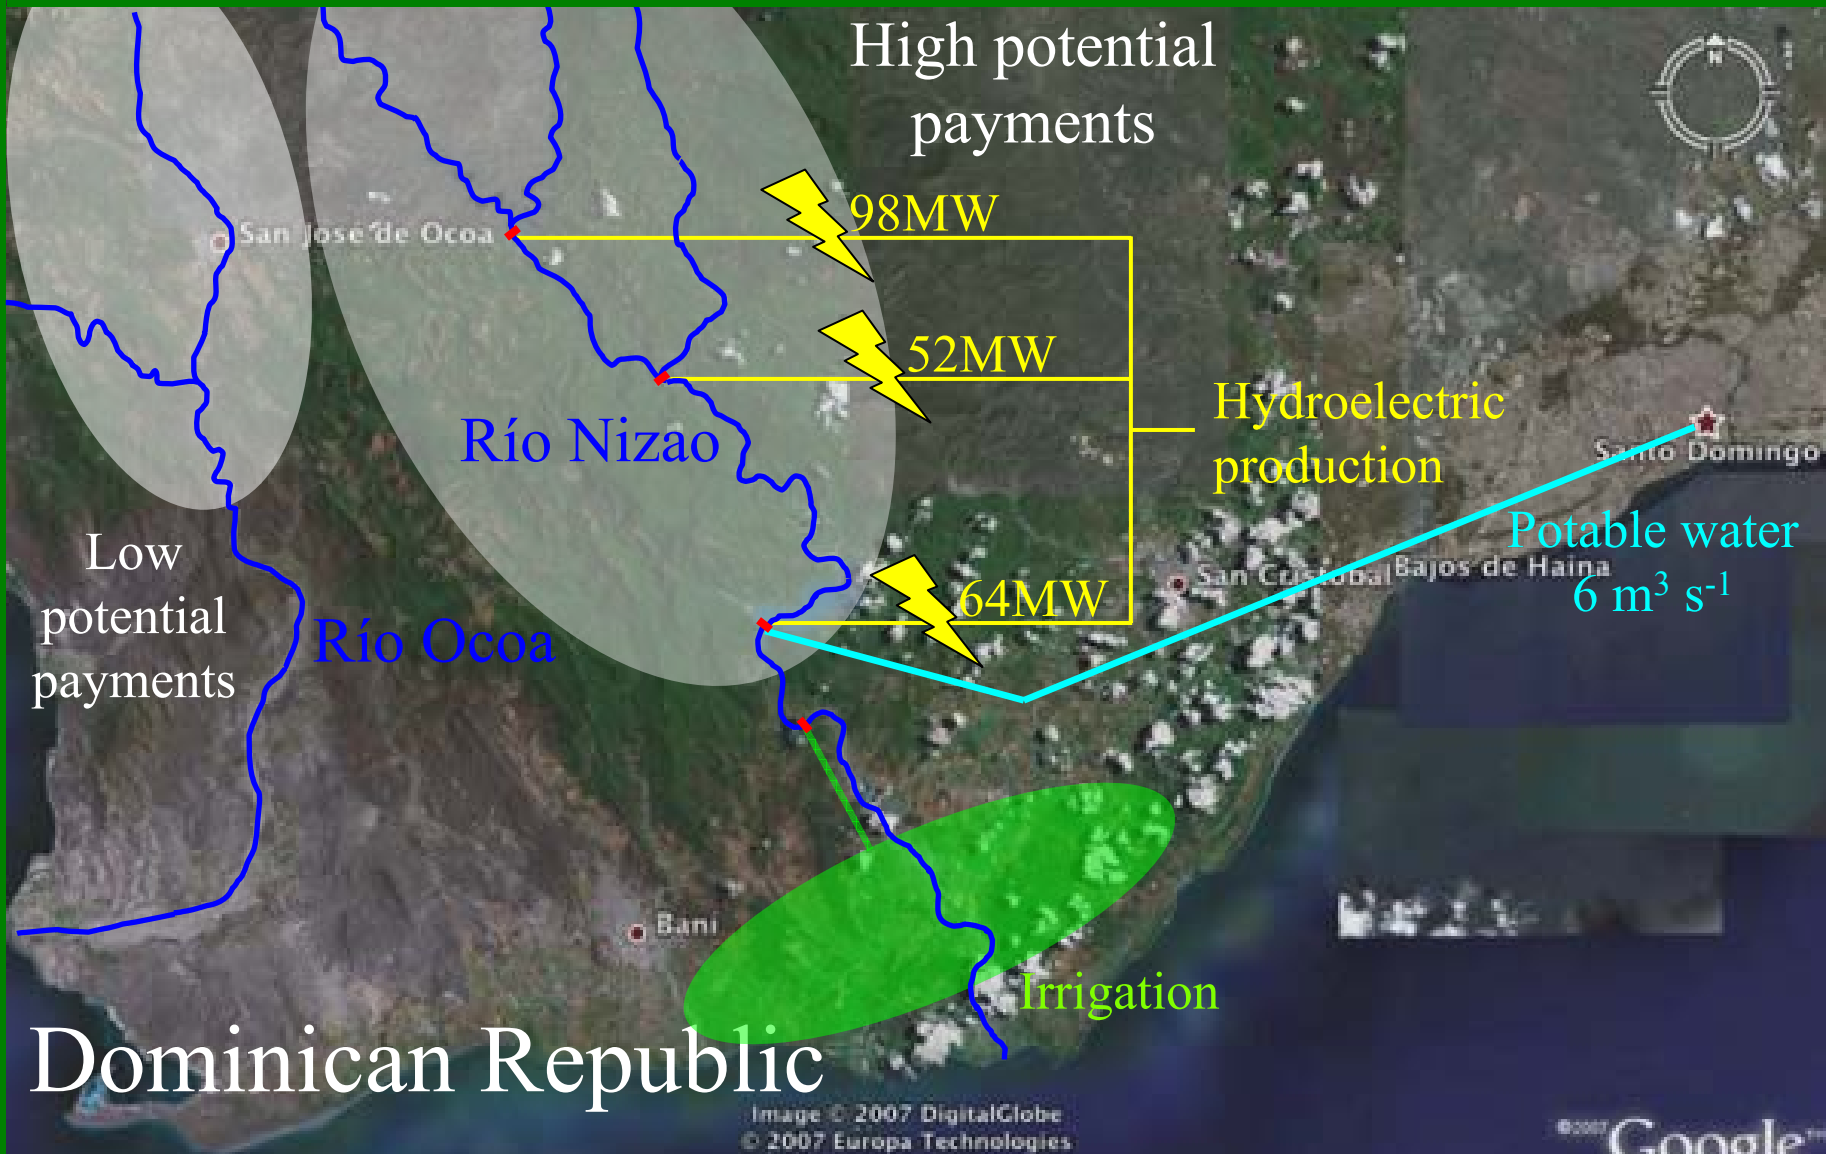 High potential
payments
98MW
San José de Ocoa
52MW
Hydroelectric
production
Río Nizao
Santo Domingo
Potable water
6 m³ s⁻¹
Low
potential
payments
Río Ocoa
64MW
San Cristobal
Bajos de Haina
Bani
Irrigation
Dominican Republic
Image © 2007 DigitalGlobe
© 2007 Europa Technologies
©2007 Google™
N